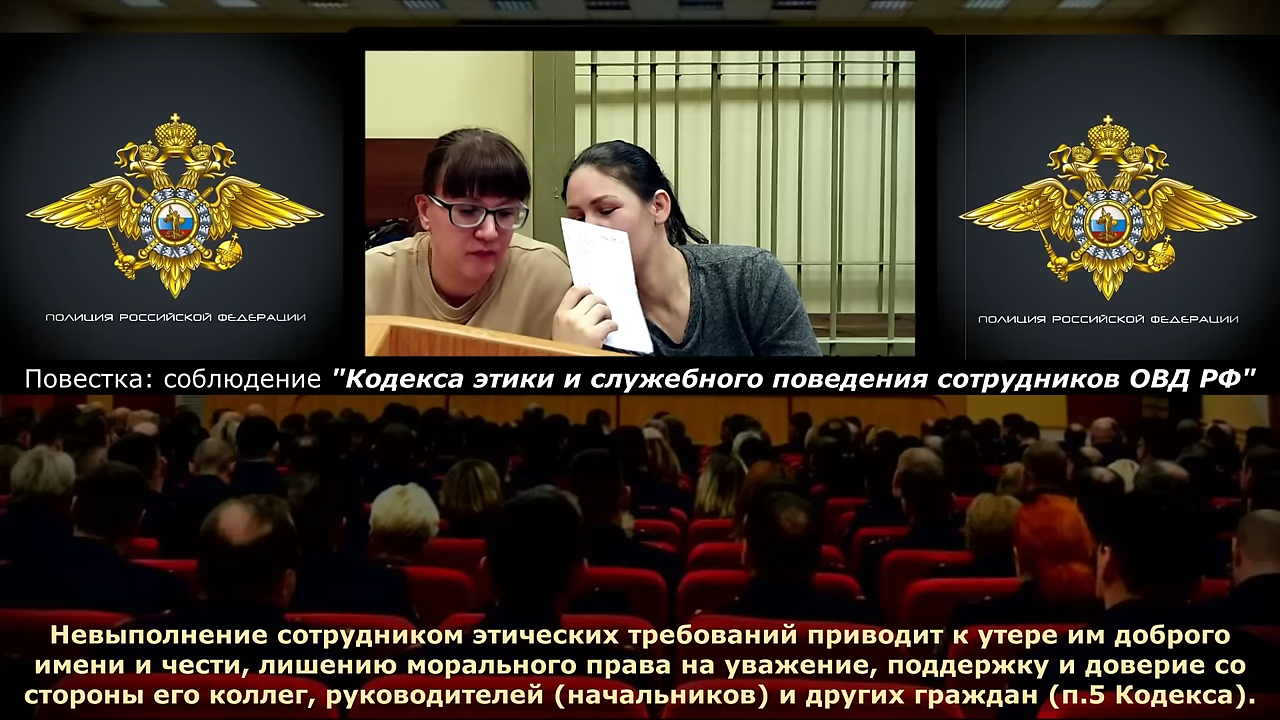 ПОЛИЦИЯ РОССИЙСКОЙ ФЕДЕРАЦИИ
ПОЛИЦИЯ РОССИЙСКОЙ ФЕДЕРАЦИИ
Повестка: соблюдение "Кодекса этики и служебного поведения сотрудников ОВД РФ"
Невыполнение сотрудником этических требований приводит к утере им доброго
имени и чести, лишению морального права на уважение, поддержку и доверие со
стороны его коллег, руководителей (начальников) и других граждан (п.5 Кодекса).